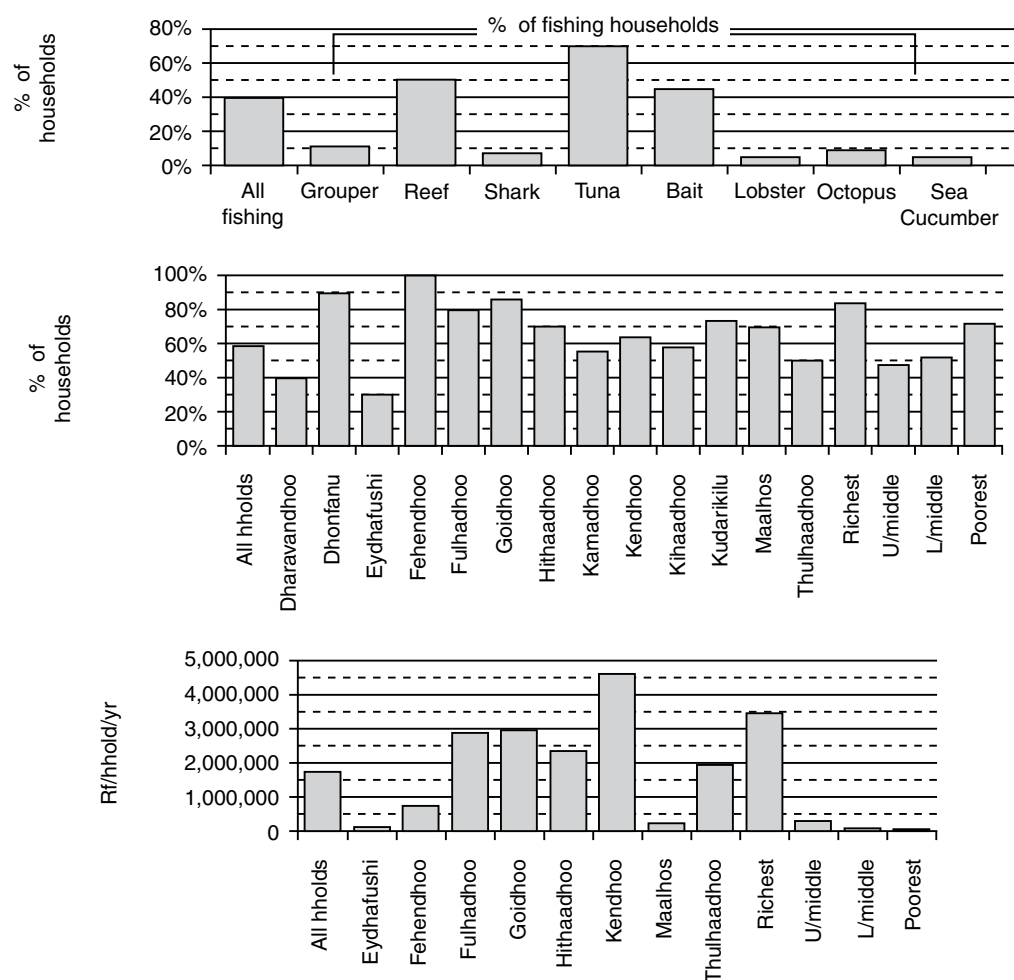 % of fishing households
% of
households
80%
60%
40%
20%
0%
All
fishing
Grouper
Reef
Shark
Tuna
Bait
Lobster
Octopus
Sea
Cucumber
% of
households
100%
80%
60%
40%
20%
0%
All hholds
Dharavandhoo
Dhonfanu
Eydhafushi
Fehendhoo
Fulhadhoo
Goidhoo
Hithaadhoo
Kamadhoo
Kendhoo
Kihaadhoo
Kudarikilu
Maalhos
Thulhaadhoo
Richest
U/middle
L/middle
Poorest
Rf/hhold/yr
5,000,000
4,000,000
3,000,000
2,000,000
1,000,000
0
All hholds
Eydhafushi
Fehendhoo
Fulhadhoo
Goidhoo
Hithaadhoo
Kendhoo
Maalhos
Thulhaadhoo
Richest
U/middle
L/middle
Poorest